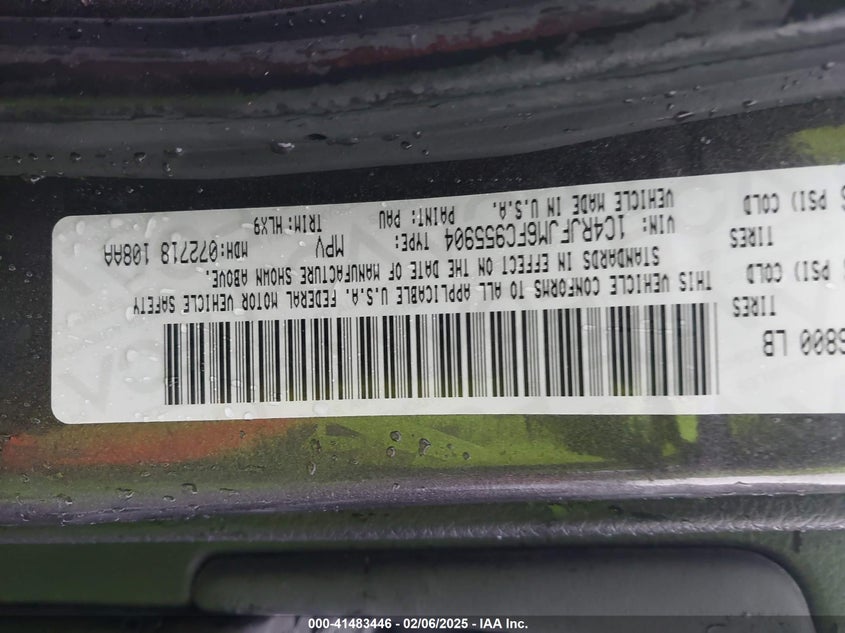 6800 LB
TIRES
PSI) COLD
TIRES
PSI) COLD
THIS VEHICLE CONFORMS TO ALL APPLICABLE U.S.A. FEDERAL MOTOR VEHICLE SAFETY
STANDARDS IN EFFECT ON THE DATE OF MANUFACTURE SHOWN ABOVE.
VIN: 1C4RJFJM6FC955904 TYPE: MPV MDH:072718 108AA
VEHICLE MADE IN U.S.A. PAINT: PAU TRIM:HLX9
000-41483446 - 02/06/2025 - IAA Inc.